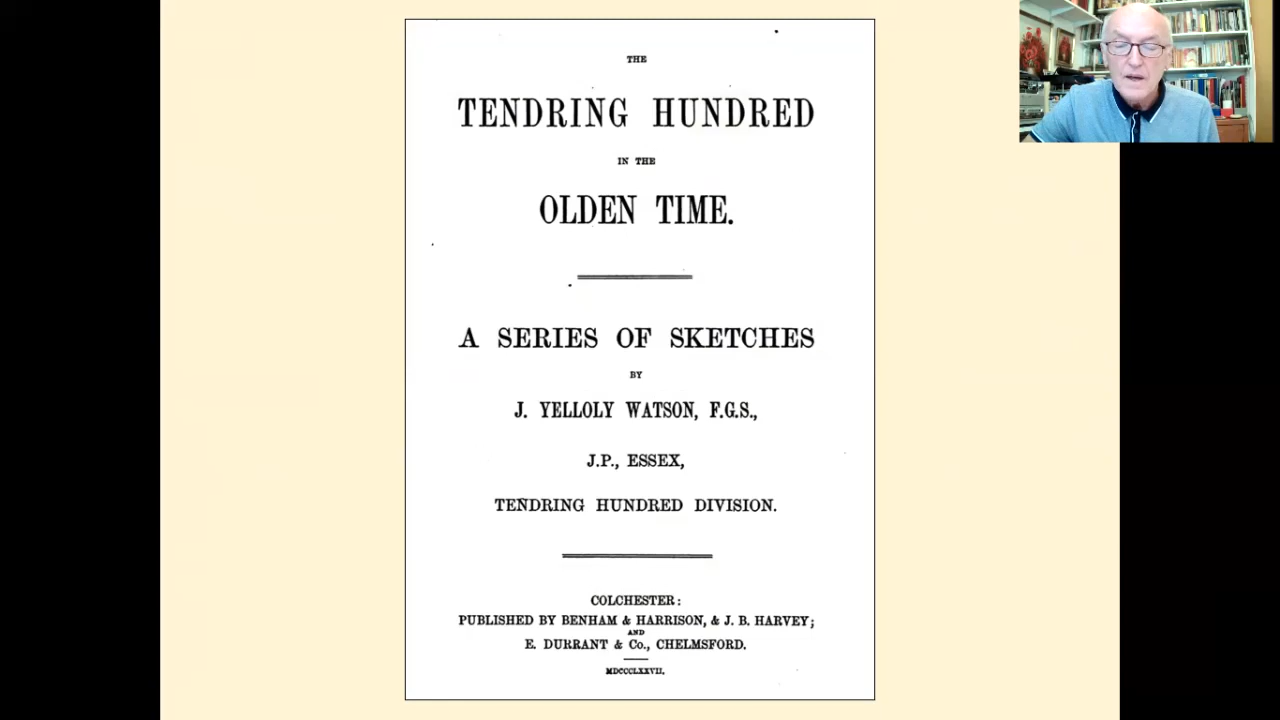 THE
TENDRING HUNDRED
IN THE
OLDEN TIME.
A SERIES OF SKETCHES
BY
J. YELLOLY WATSON, F.G.S.,
J.P., ESSEX,
TENDRING HUNDRED DIVISION.
COLCHESTER:
PUBLISHED BY BENHAM & HARRISON, & J. B. HARVEY;
AND
E. DURRANT & Co., CHELMSFORD.
MDCCCLXXVII.